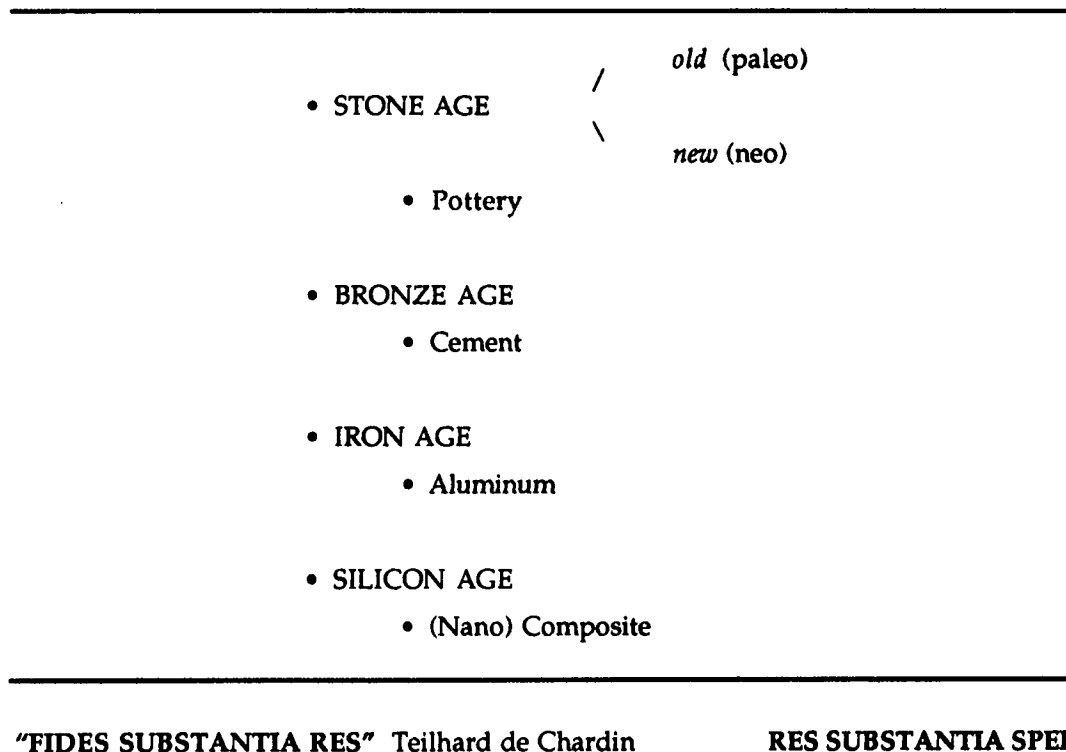 old (paleo)
/
• STONE AGE
\
new (neo)
• Pottery
• BRONZE AGE
• Cement
• IRON AGE
• Aluminum
• SILICON AGE
• (Nano) Composite
"FIDES SUBSTANTIA RES" Teilhard de Chardin RES SUBSTANTIA